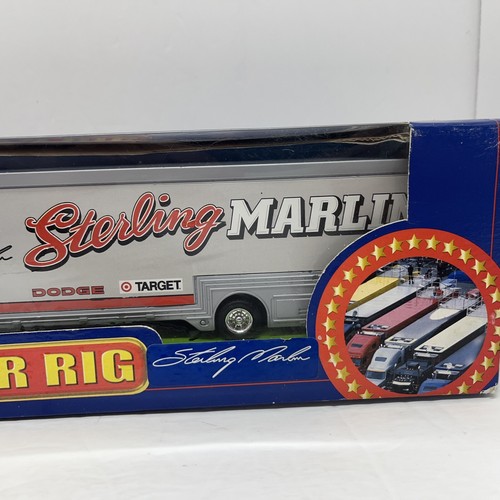 Sterling MARLIN
DODGE TARGET
R RIG
Sterling Marlin